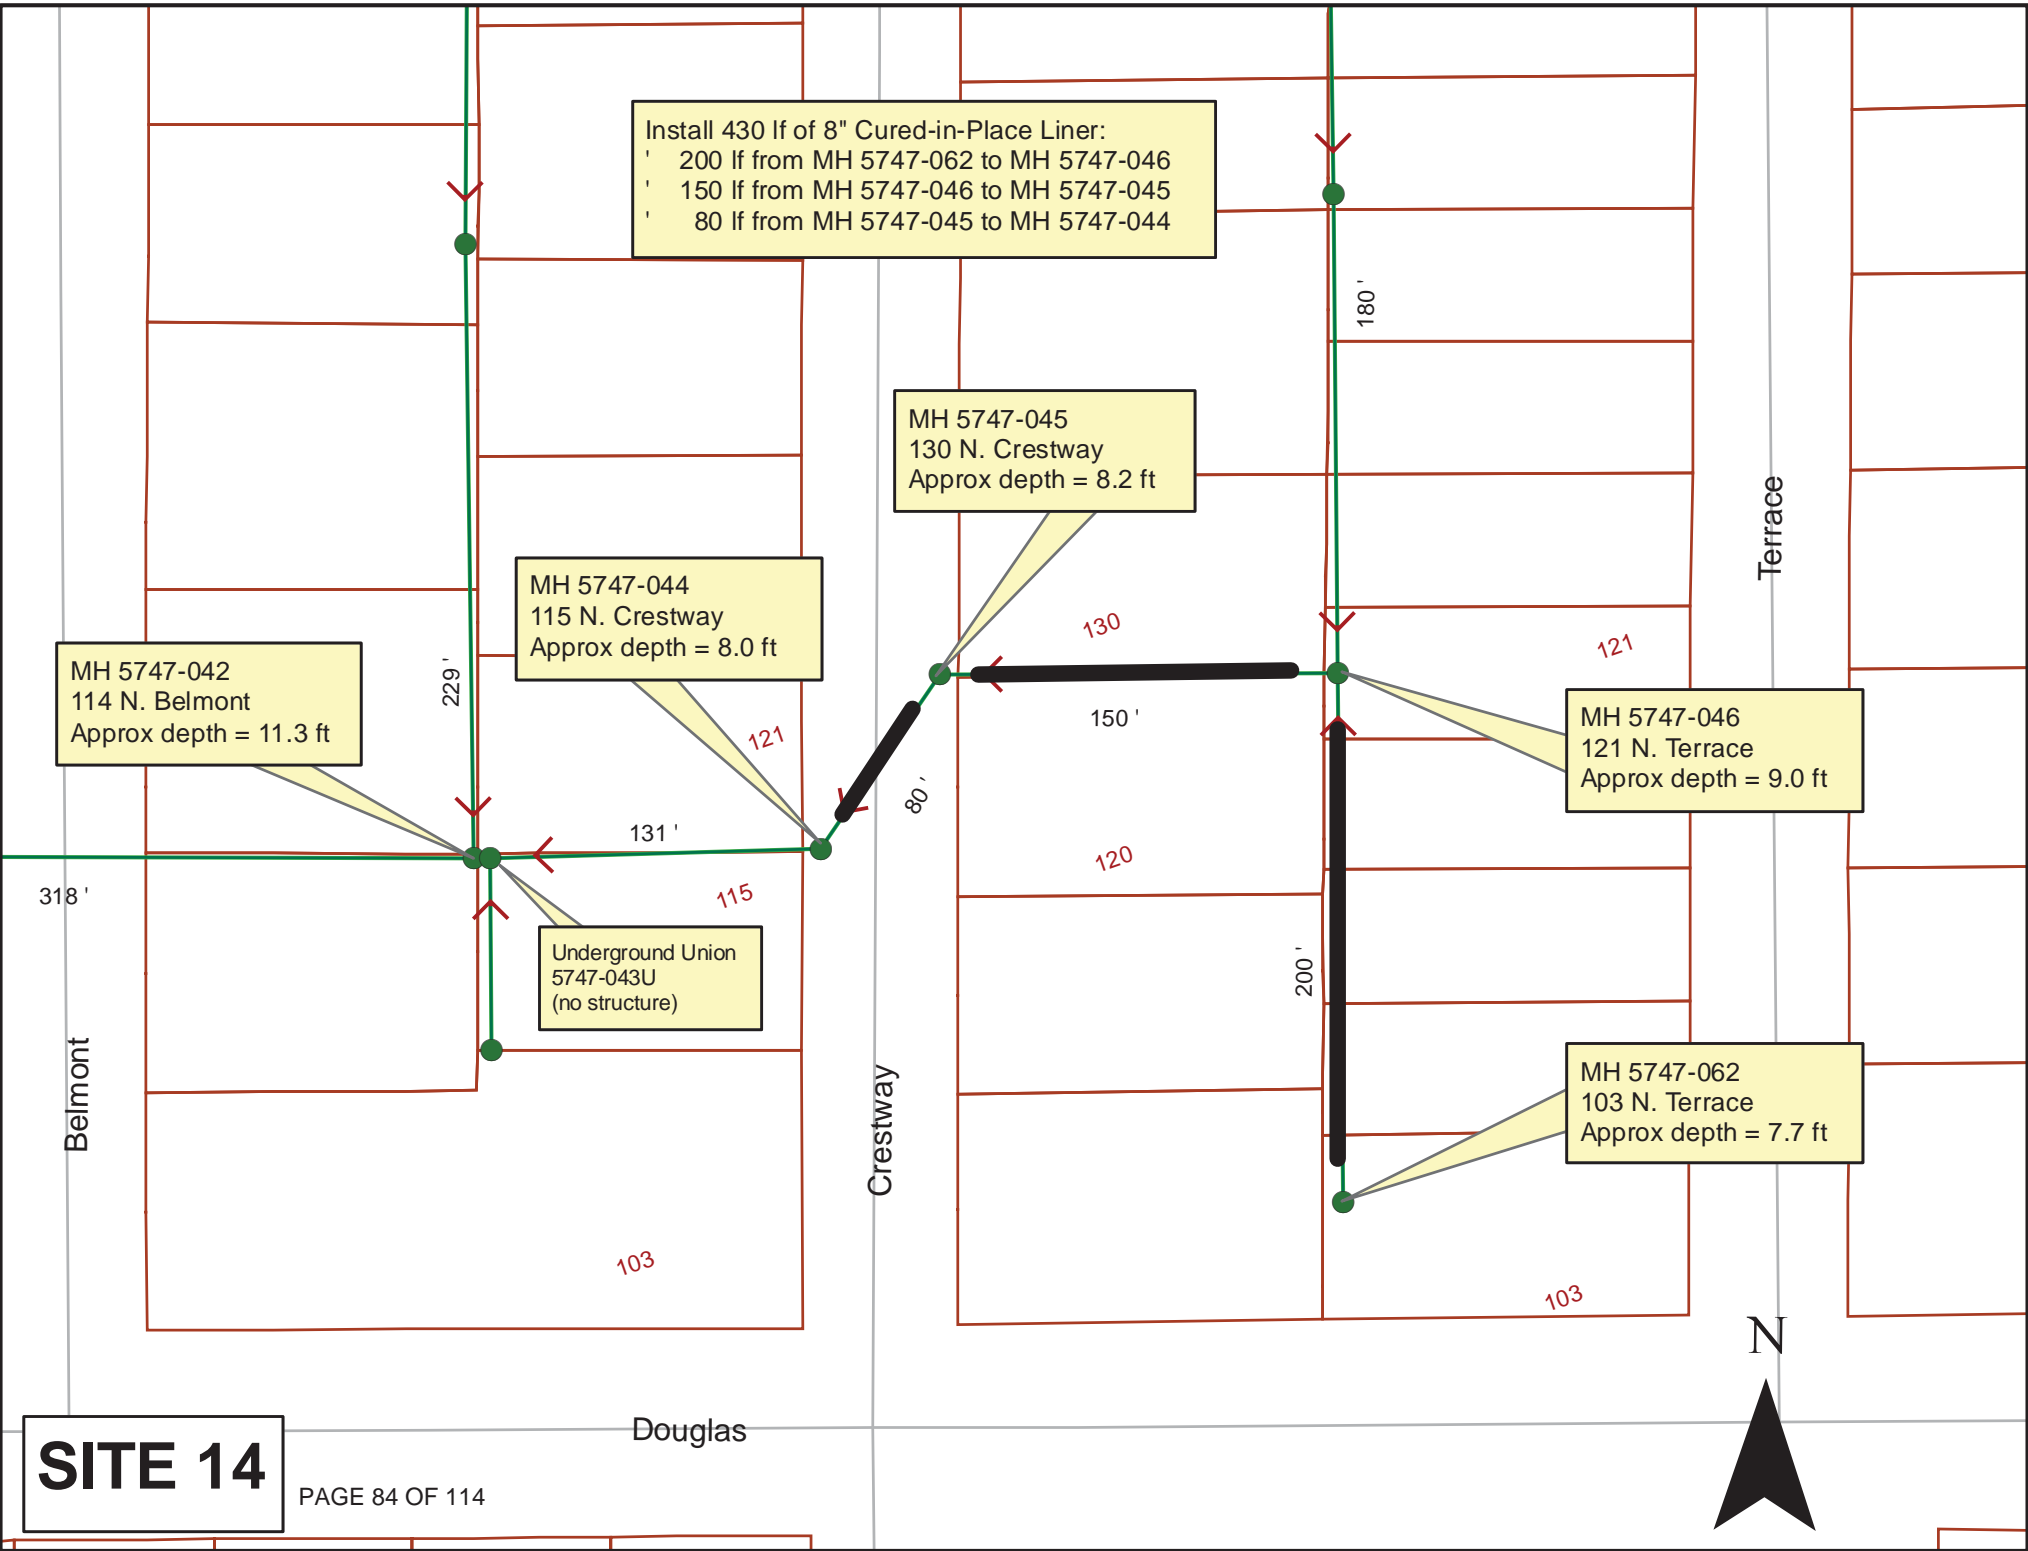 Install 430 lf of 8" Cured-in-Place Liner:
' 200 lf from MH 5747-062 to MH 5747-046
' 150 lf from MH 5747-046 to MH 5747-045
' 80 lf from MH 5747-045 to MH 5747-044
180 '
MH 5747-045
130 N. Crestway
Approx depth = 8.2 ft
Terrace
MH 5747-044
115 N. Crestway
Approx depth = 8.0 ft
130
121
MH 5747-042
114 N. Belmont
Approx depth = 11.3 ft
229 '
121
150 '
MH 5747-046
121 N. Terrace
Approx depth = 9.0 ft
80 '
131 '
120
318 '
115
Underground Union
5747-043U
(no structure)
200 '
Belmont
Crestway
MH 5747-062
103 N. Terrace
Approx depth = 7.7 ft
103
103
N
Douglas
SITE 14
PAGE 84 OF 114